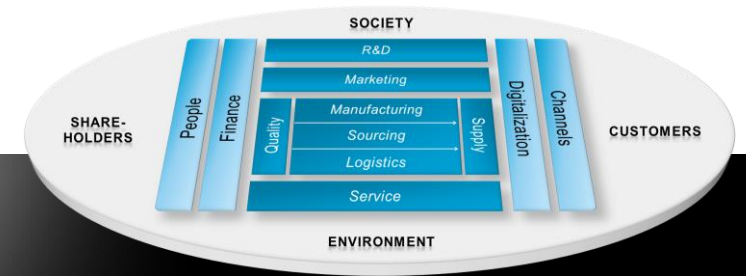 SOCIETY
R&D
Marketing
SHARE-
HOLDERS
People
Finance
Quality
Manufacturing
Sourcing
Logistics
Supply
Digitalization
Channels
CUSTOMERS
Service
ENVIRONMENT